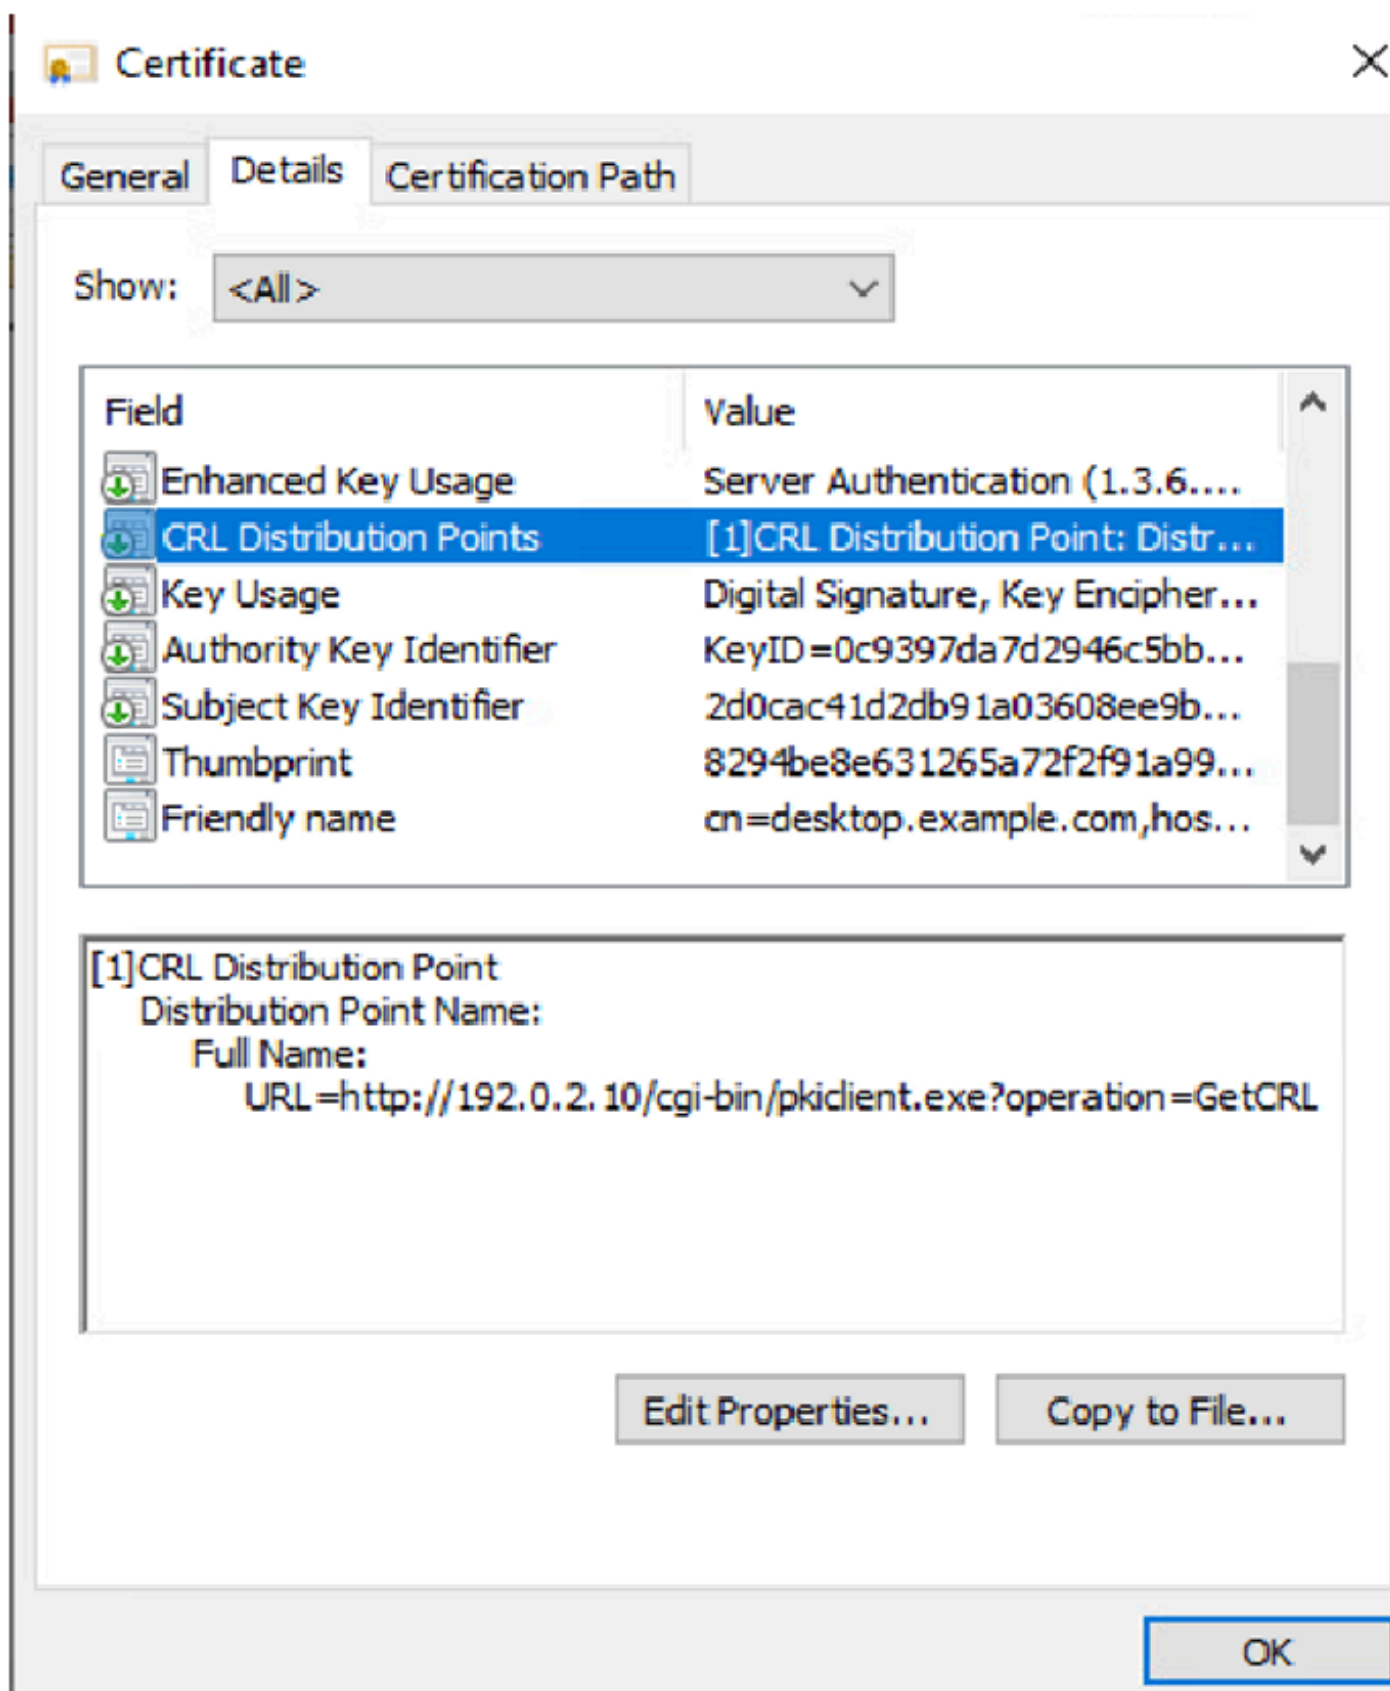 Certificate
General Details Certification Path
Show: <All>
Field Value
Enhanced Key Usage Server Authentication (1.3.6....
CRL Distribution Points [1]CRL Distribution Point: Distr...
Key Usage Digital Signature, Key Encipher...
Authority Key Identifier KeyID=0c9397da7d2946c5bb...
Subject Key Identifier 2d0cac41d2db91a03608ee9b...
Thumbprint 8294be8e631265a72f2f91a99...
Friendly name cn=desktop.example.com,hos...
[1]CRL Distribution Point
Distribution Point Name:
Full Name:
URL=http://192.0.2.10/cgi-bin/pkiclient.exe?operation=GetCRL
Edit Properties... Copy to File...
OK